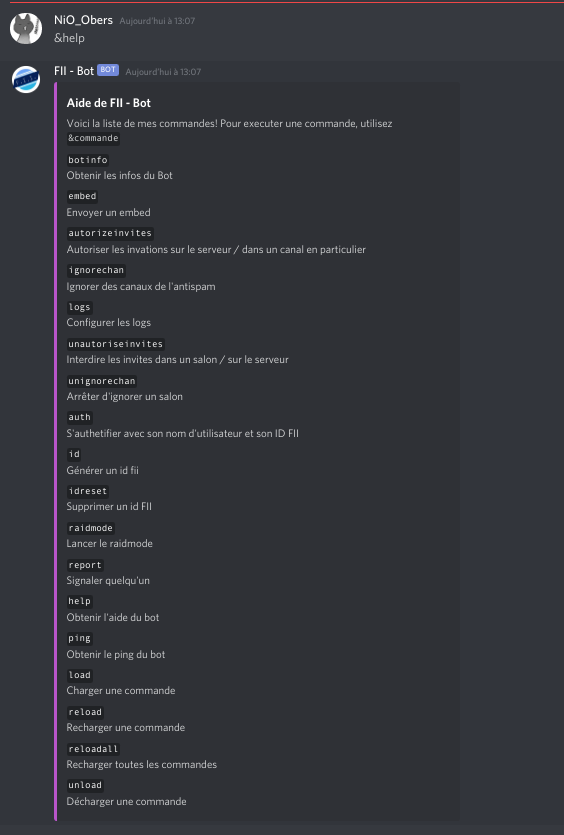 NiO_Obers Aujourd'hui à 13:07
&help
FII - Bot BOT Aujourd'hui à 13:07
Aide de FII - Bot
Voici la liste de mes commandes! Pour executer une commande, utilisez
&commande
botinfo
Obtenir les infos du Bot
embed
Envoyer un embed
autorizeinvites
Autoriser les invations sur le serveur / dans un canal en particulier
ignorechan
Ignorer des canaux de l'antispam
logs
Configurer les logs
unautoriseinvites
Interdire les invites dans un salon / sur le serveur
unignorechan
Arrêter d'ignorer un salon
auth
S'authetifier avec son nom d'utilisateur et son ID FII
id
Générer un id fii
idreset
Supprimer un id FII
raidmode
Lancer le raidmode
report
Signaler quelqu'un
help
Obtenir l'aide du bot
ping
Obtenir le ping du bot
load
Charger une commande
reload
Recharger une commande
reloadall
Recharger toutes les commandes
unload
Décharger une commande